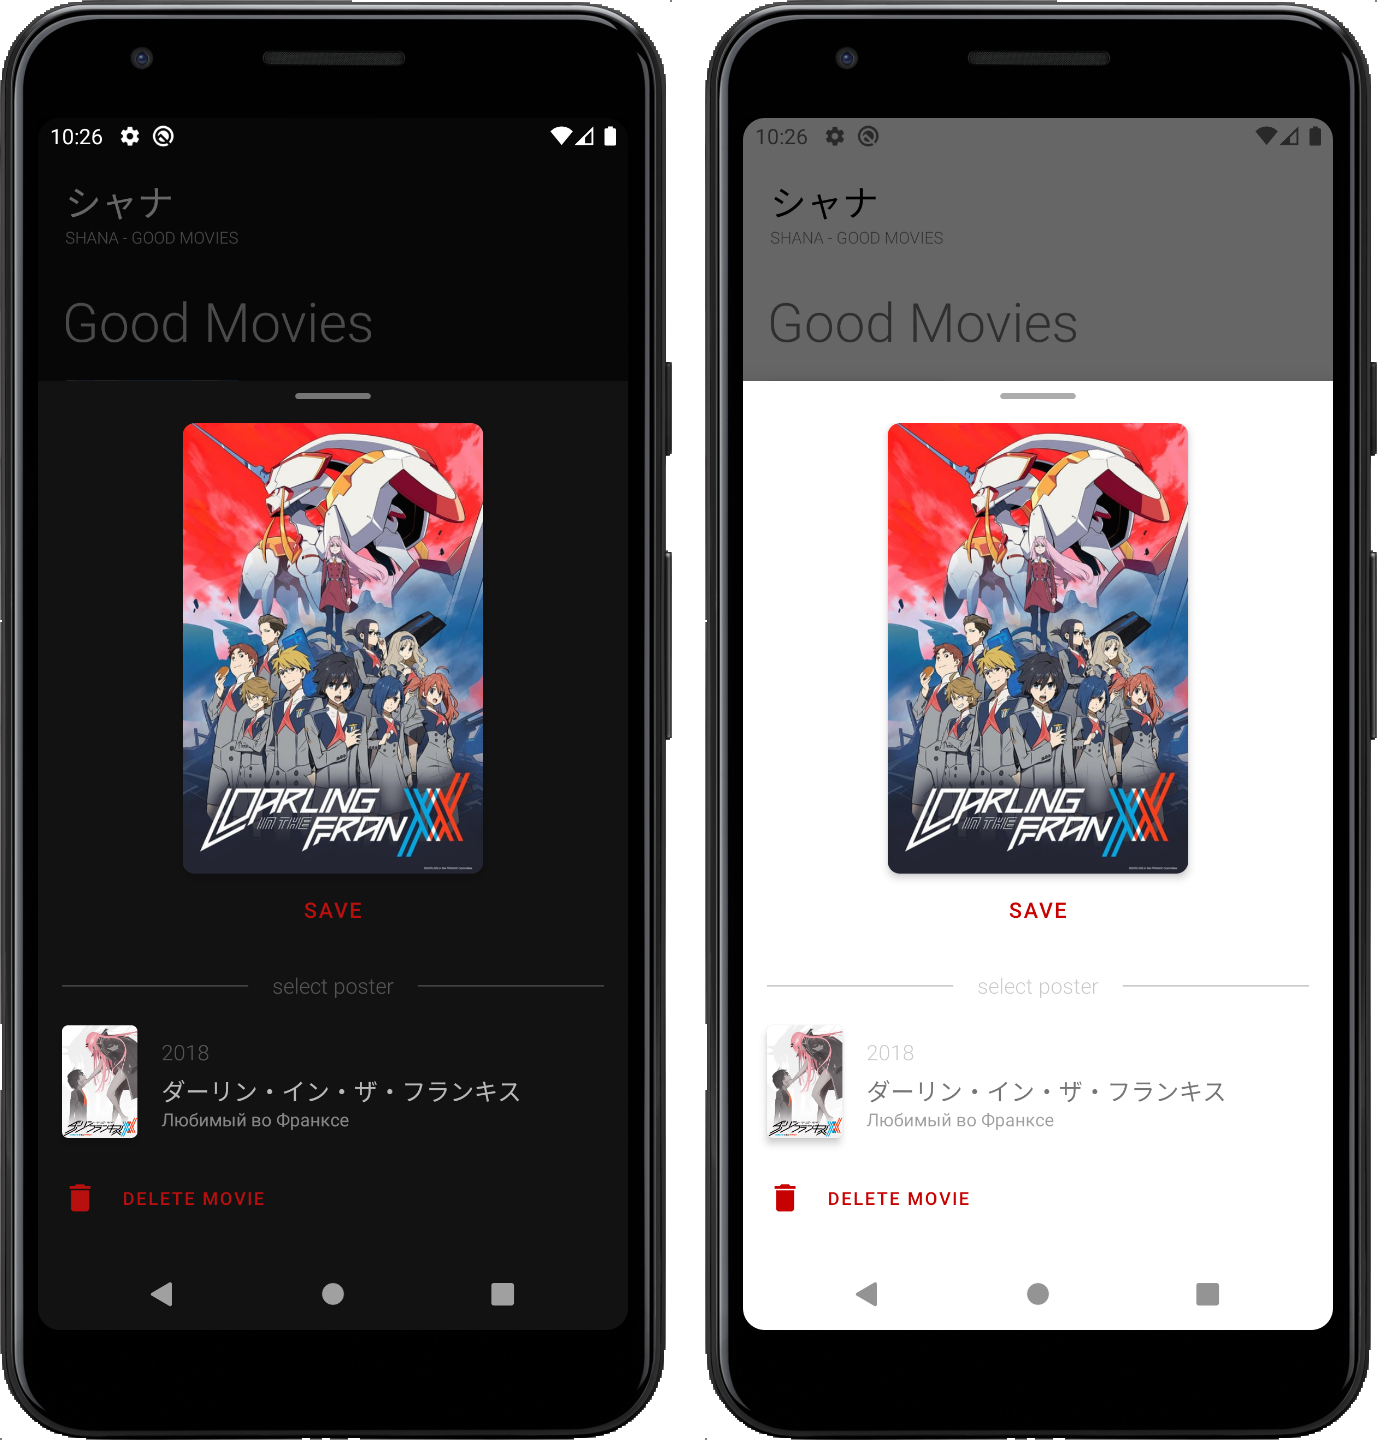 10:26
シャナ
SHANA - GOOD MOVIES
Good Movies
DARLING
IN THE
FRANXX
SAVE
select poster
2018
ダーリン・イン・ザ・フランキス
Любимый во Франксе
DELETE MOVIE
10:26
シャナ
SHANA - GOOD MOVIES
Good Movies
DARLING
IN THE
FRANXX
SAVE
select poster
2018
ダーリン・イン・ザ・フランキス
Любимый во Франксе
DELETE MOVIE